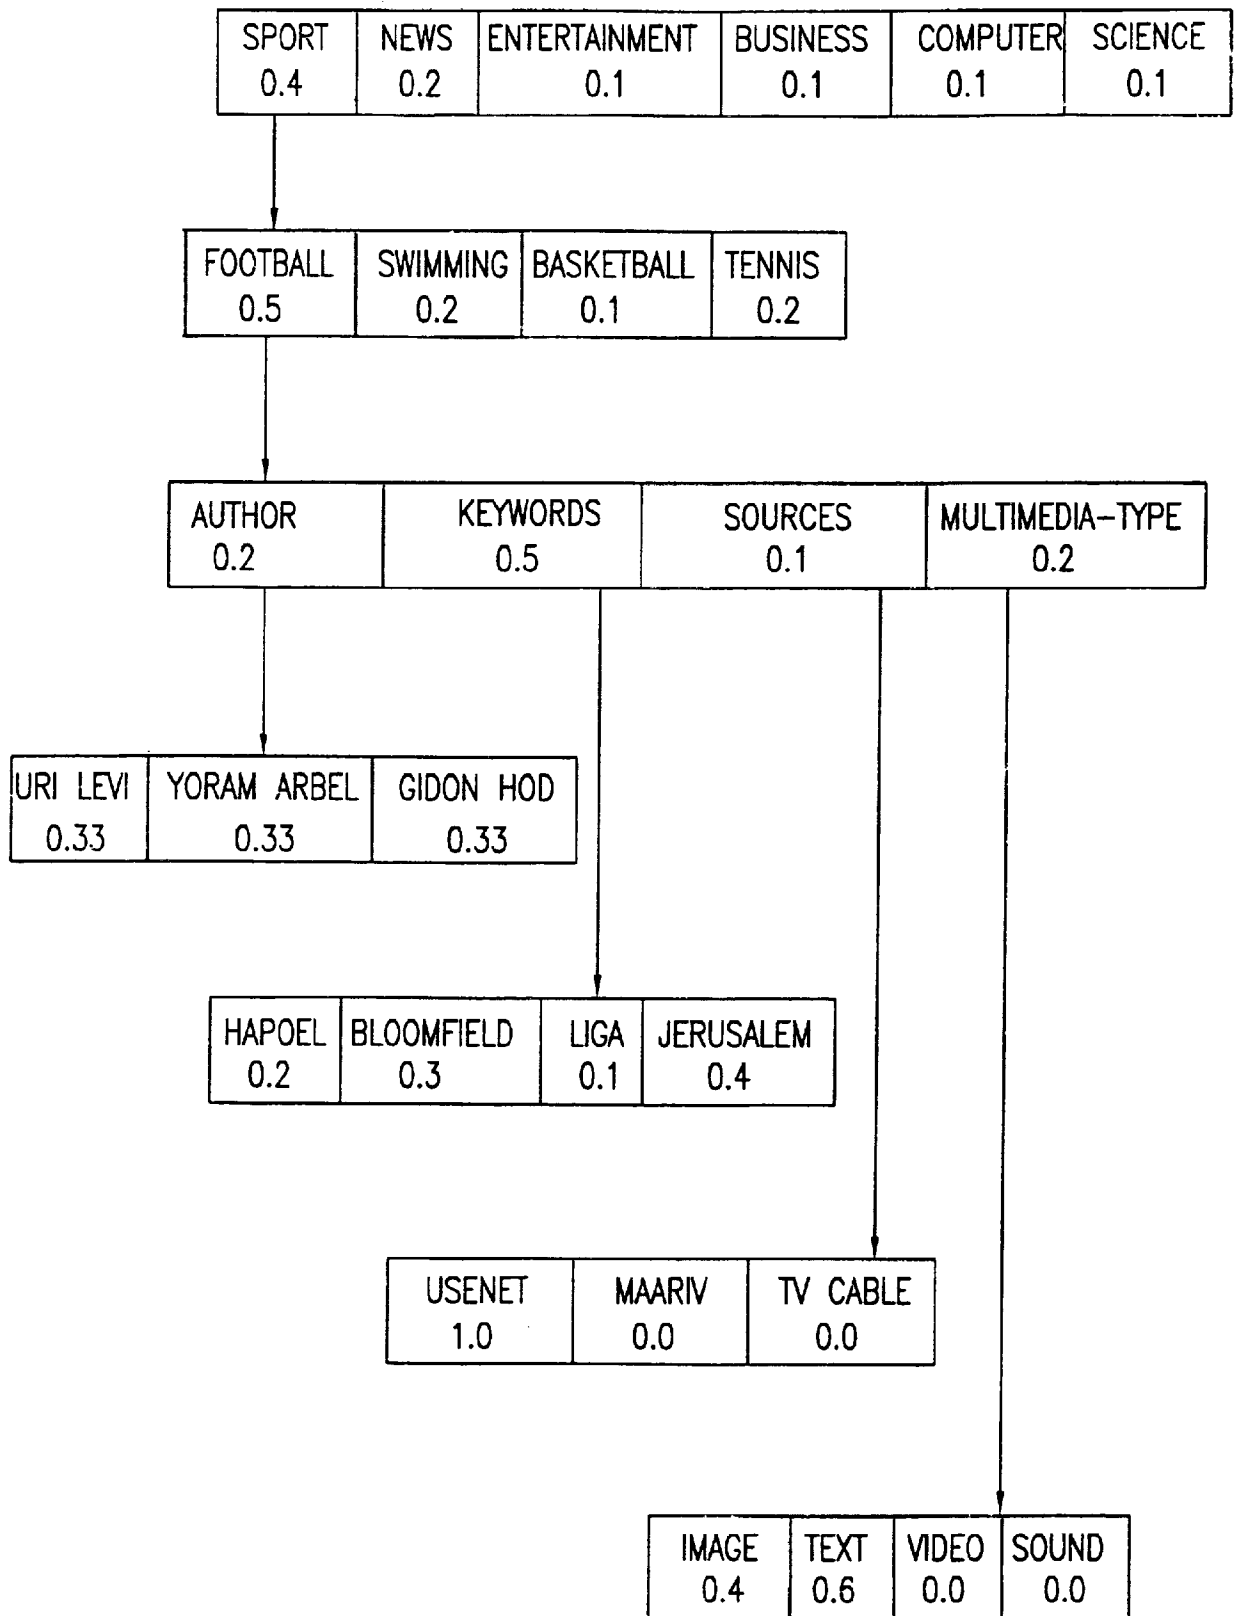 SPORT NEWS ENTERTAINMENT BUSINESS COMPUTER SCIENCE
0.4 0.2 0.1 0.1 0.1 0.1
FOOTBALL SWIMMING BASKETBALL TENNIS
0.5 0.2 0.1 0.2
AUTHOR KEYWORDS SOURCES MULTIMEDIA-TYPE
0.2 0.5 0.1 0.2
URI LEVI YORAM ARBEL GIDON HOD
0.33 0.33 0.33
HAPOEL BLOOMFIELD LIGA JERUSALEM
0.2 0.3 0.1 0.4
USENET MAARIV TV CABLE
1.0 0.0 0.0
IMAGE TEXT VIDEO SOUND
0.4 0.6 0.0 0.0